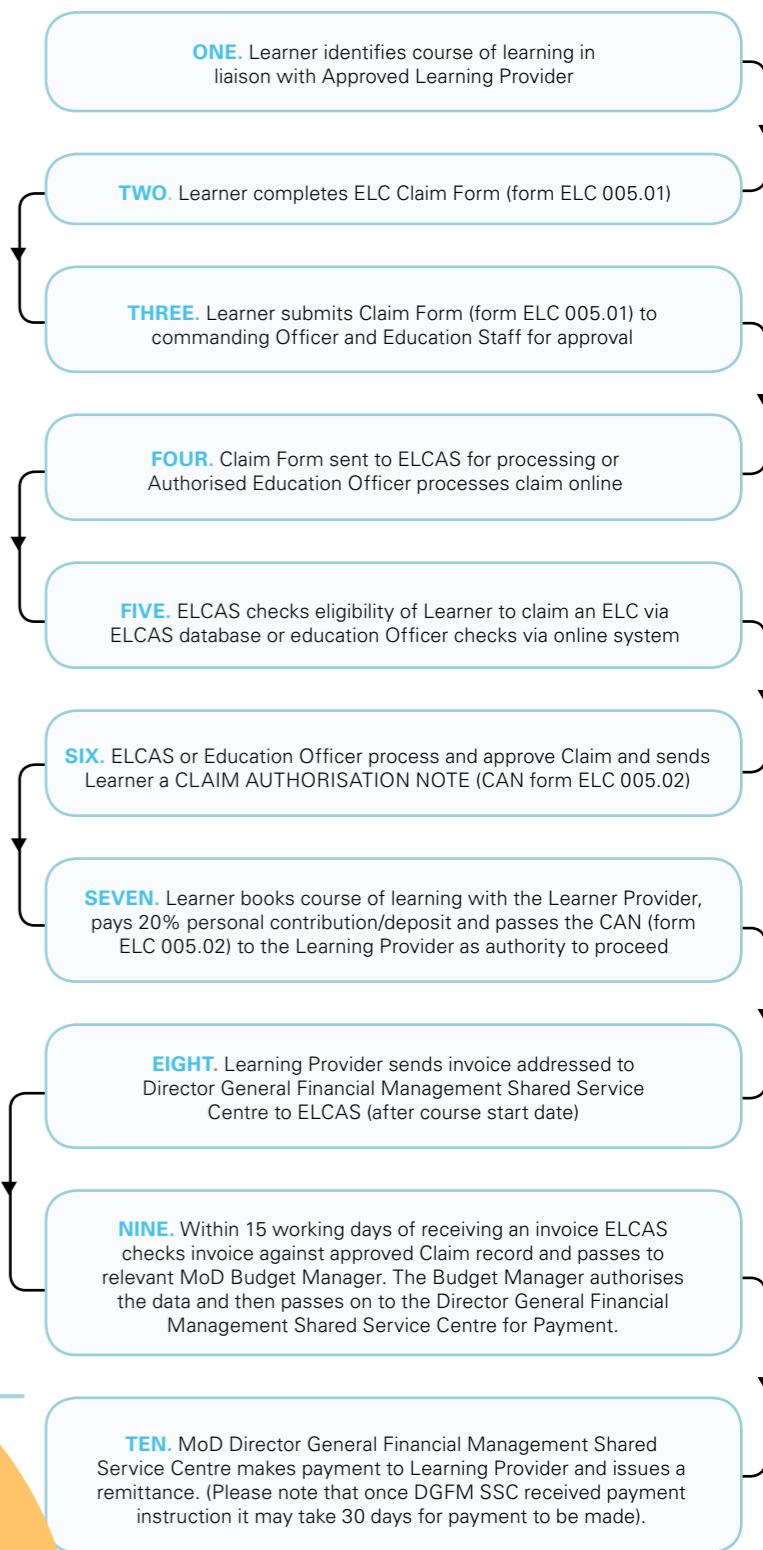 ONE. Learner identifies course of learning in
liaison with Approved Learning Provider
TWO. Learner completes ELC Claim Form (form ELC 005.01)
THREE. Learner submits Claim Form (form ELC 005.01) to
commanding Officer and Education Staff for approval
FOUR. Claim Form sent to ELCAS for processing or
Authorised Education Officer processes claim online
FIVE. ELCAS checks eligibility of Learner to claim an ELC via
ELCAS database or education Officer checks via online system
SIX. ELCAS or Education Officer process and approve Claim and sends
Learner a CLAIM AUTHORISATION NOTE (CAN form ELC 005.02)
SEVEN. Learner books course of learning with the Learner Provider,
pays 20% personal contribution/deposit and passes the CAN (form
ELC 005.02) to the Learning Provider as authority to proceed
EIGHT. Learning Provider sends invoice addressed to
Director General Financial Management Shared Service
Centre to ELCAS (after course start date)
NINE. Within 15 working days of receiving an invoice ELCAS
checks invoice against approved Claim record and passes to
relevant MoD Budget Manager. The Budget Manager authorises
the data and then passes on to the Director General Financial
Management Shared Service Centre for Payment.
TEN. MoD Director General Financial Management Shared
Service Centre makes payment to Learning Provider and issues a
remittance. (Please note that once DGFM SSC received payment
instruction it may take 30 days for payment to be made).